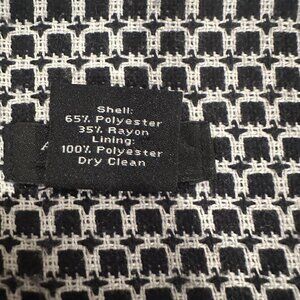 Shell:
65% Polyester
35% Rayon
Lining:
100% Polyester
Dry Clean